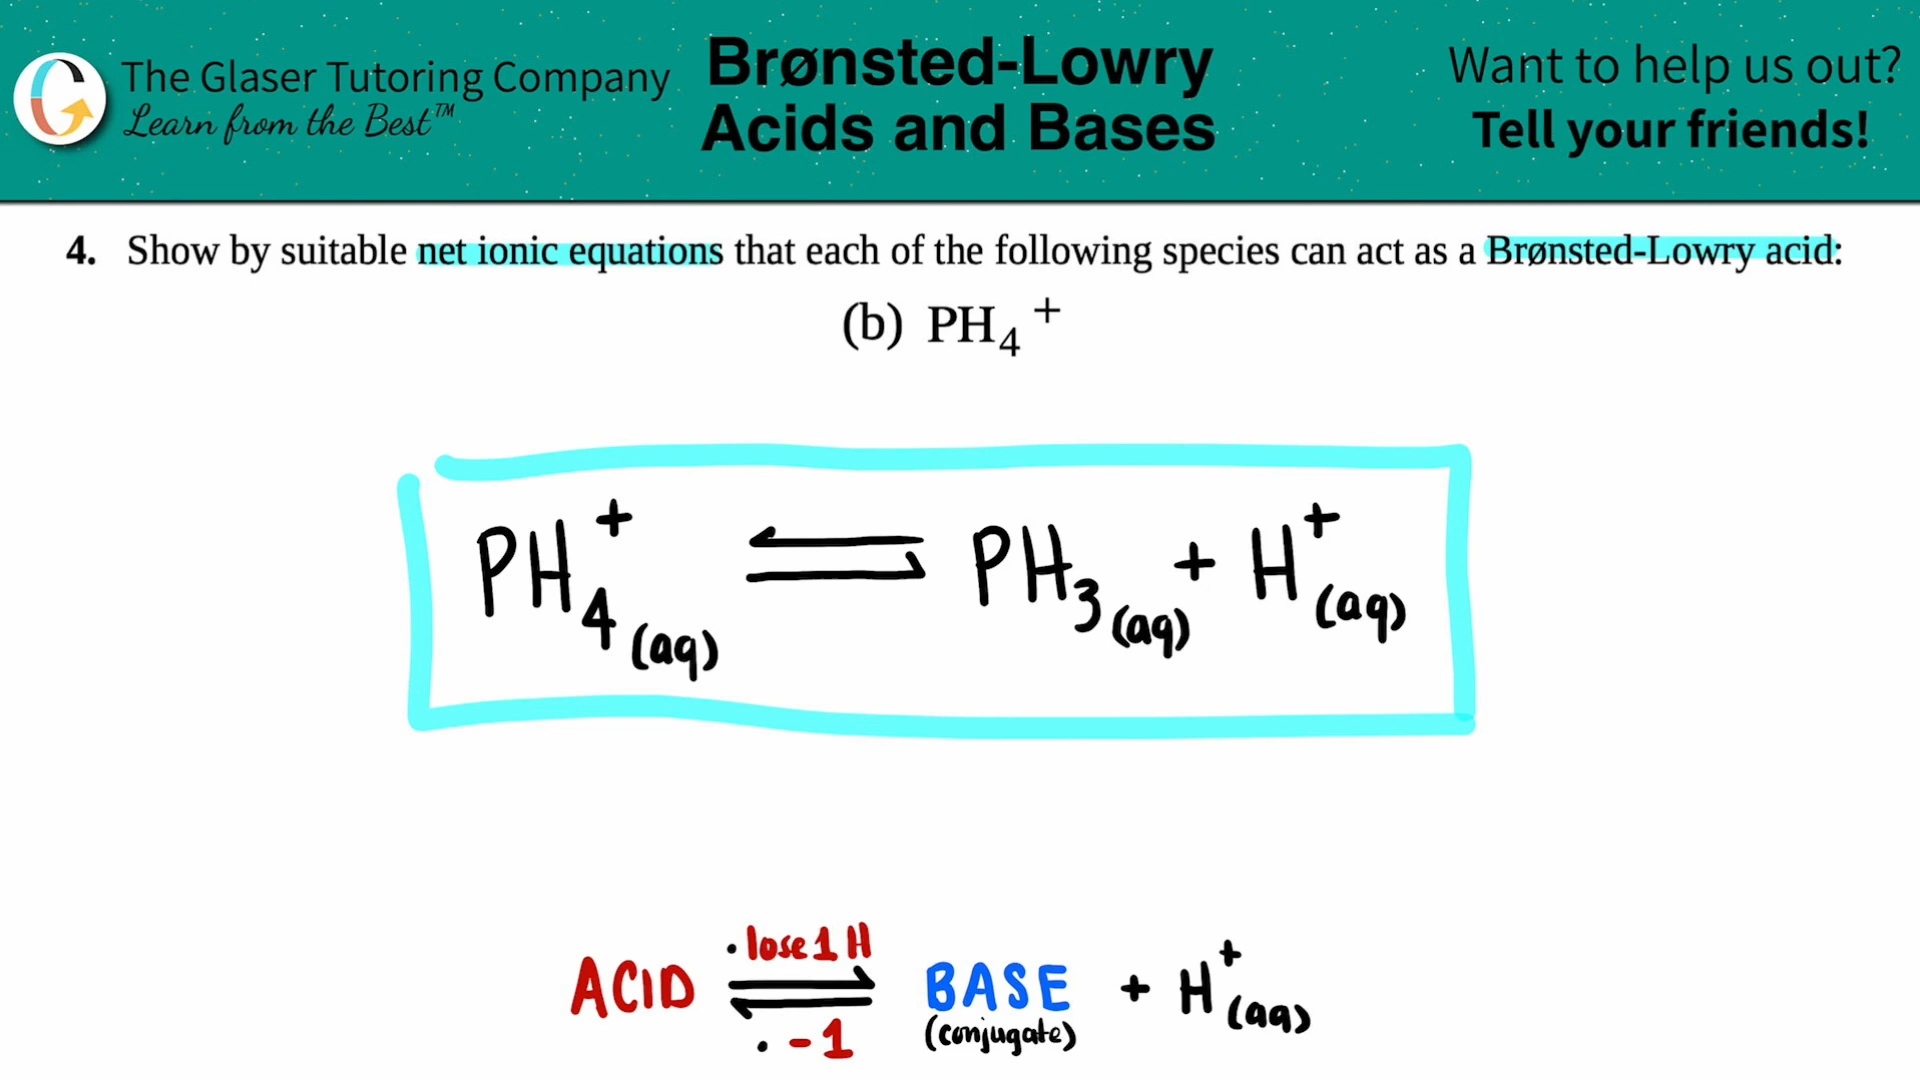 The Glaser Tutoring Company
Learn from the Best™
Brønsted-Lowry
Acids and Bases
Want to help us out?
Tell your friends!
4. Show by suitable net ionic equations that each of the following species can act as a Brønsted-Lowry acid:
(b) PH₄⁺
PH₄⁺(aq) ⇌ PH₃(aq) + H⁺(aq)
· lose 1 H
ACID ⇌ BASE + H⁺(aq)
· -1 (conjugate)